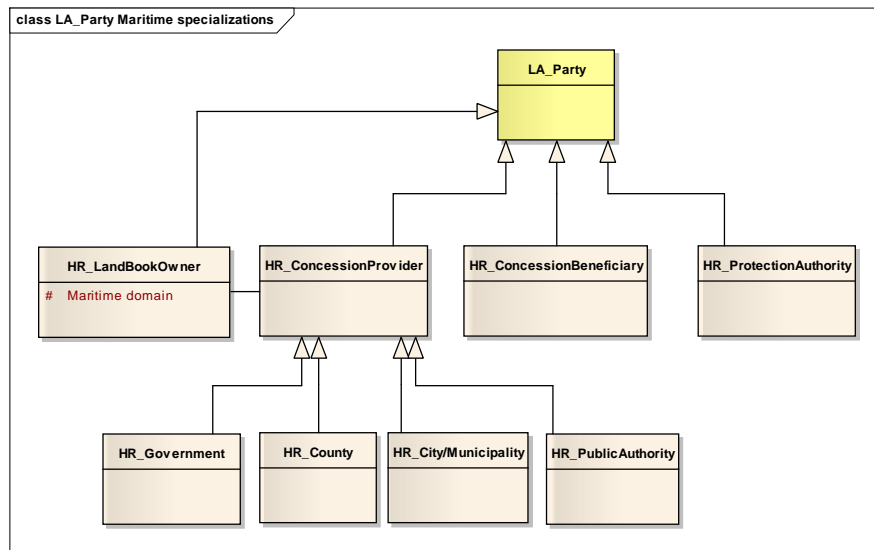 class LA_Party Maritime specializations
LA_Party
HR_LandBookOwner
# Maritime domain
HR_ConcessionProvider
HR_ConcessionBeneficiary
HR_ProtectionAuthority
HR_Government
HR_County
HR_City/Municipality
HR_PublicAuthority